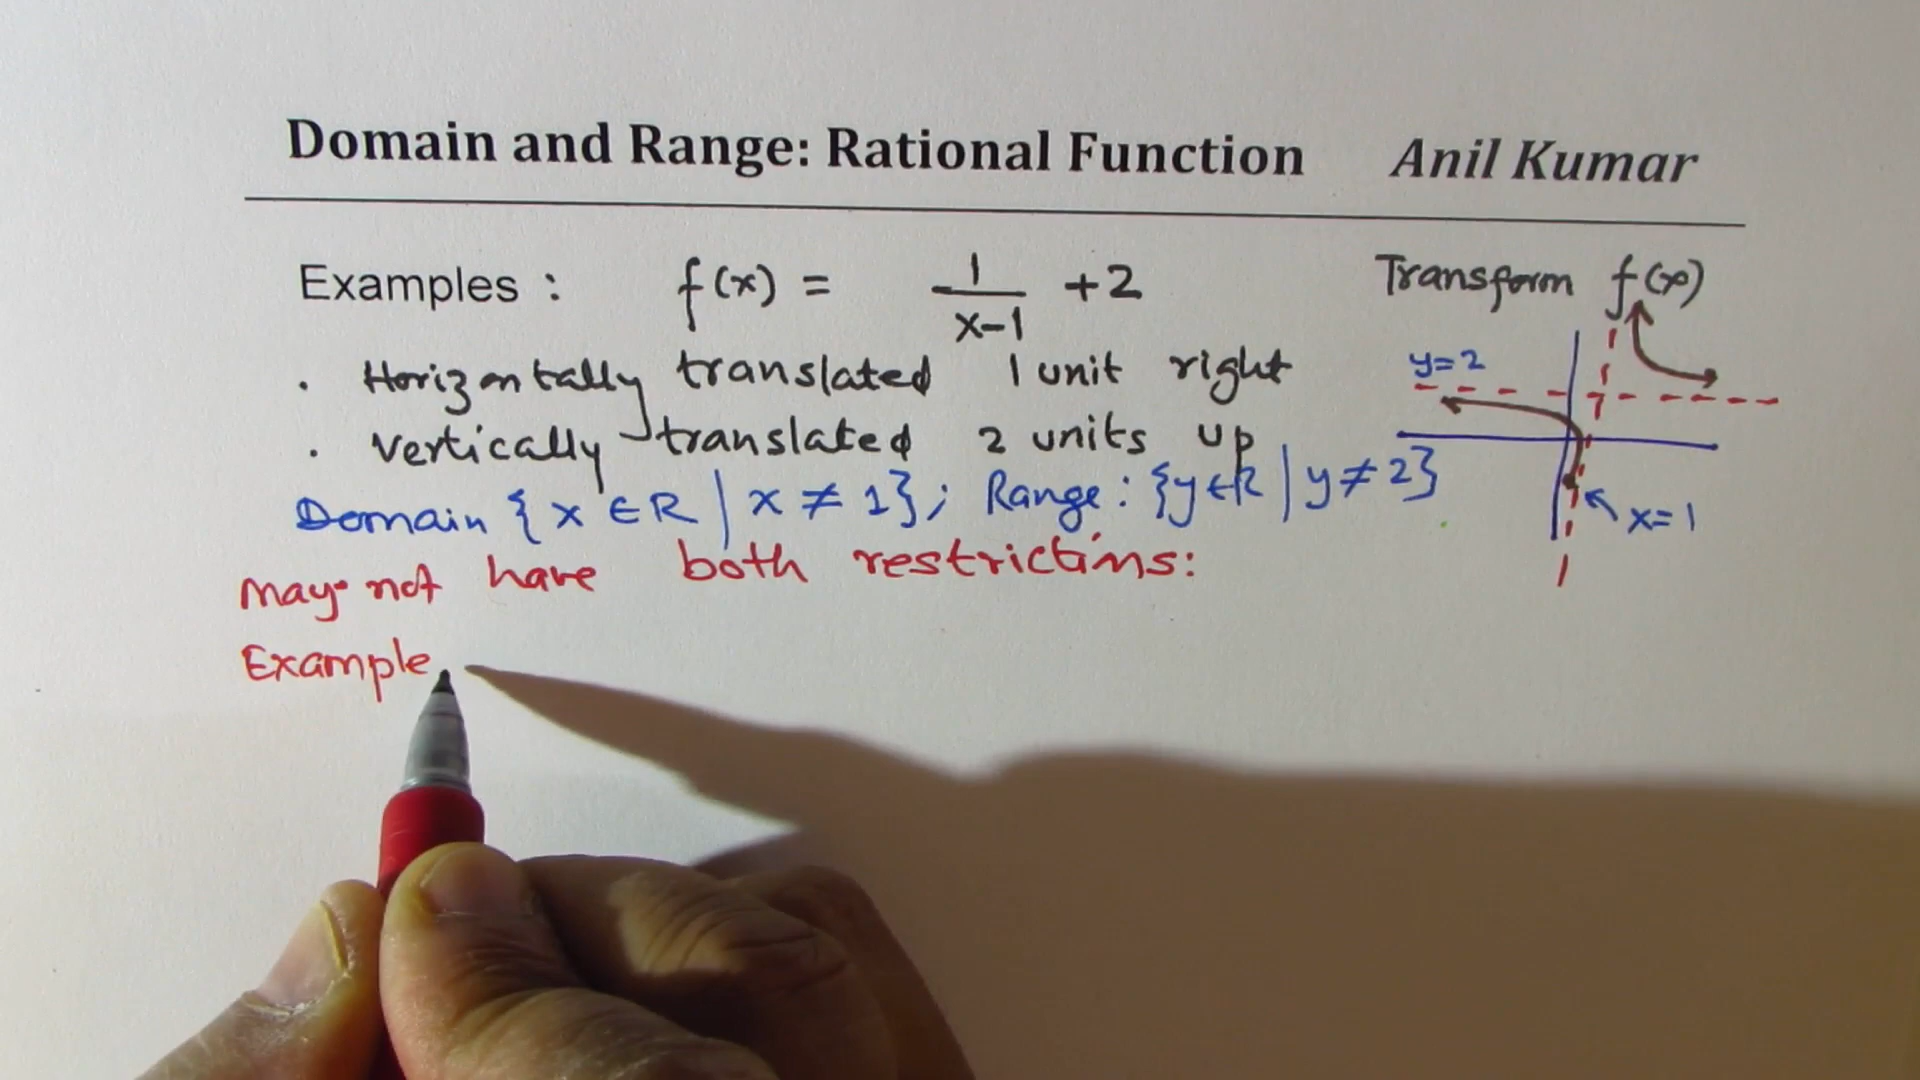 Domain and Range: Rational Function Anil Kumar
Examples : f(x) = 1/(x-1) +2 Transform f(x)
. Horizontally translated 1 unit right
y=2
. Vertically translated 2 units up
Domain {x ∈ R | x ≠ 1}; Range: {y ∈ R | y ≠ 2}
x=1
May not have both restrictins:
Example